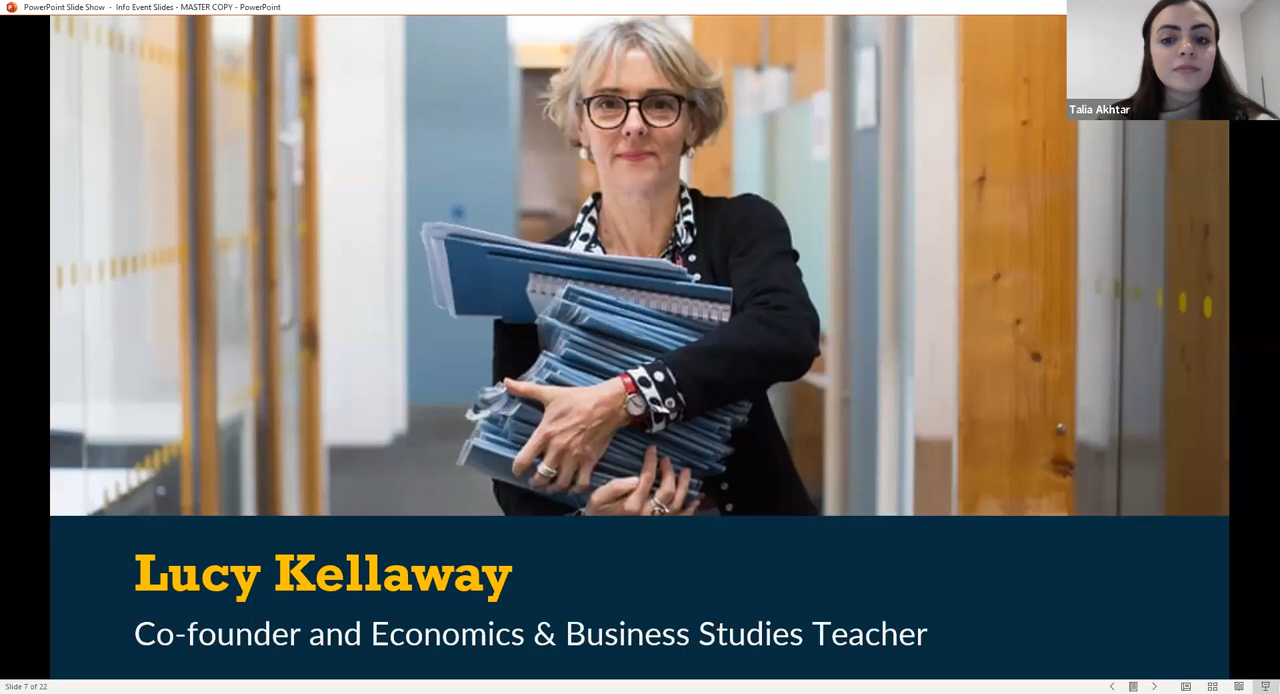 PowerPoint Slide Show - Info Event Slides - MASTER COPY - PowerPoint
Talia Akhtar
Lucy Kellaway
Co-founder and Economics & Business Studies Teacher
Slide 7 of 22